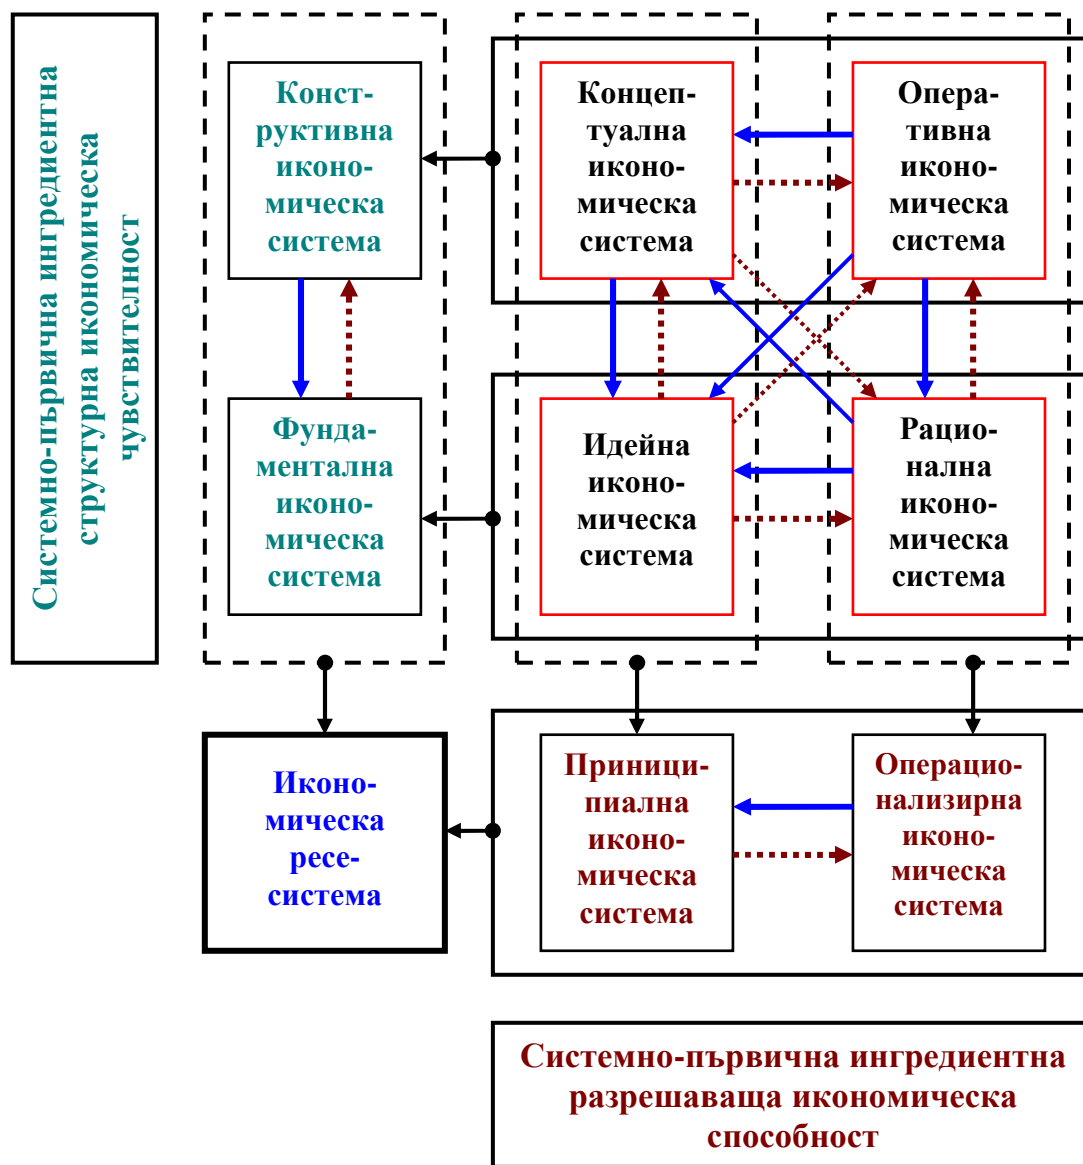 Системно-първична ингредиентна
структурна икономическа
чувствителност
Конст-
руктивна
иконо-
мическа
система
Концеп-
туална
иконо-
мическа
система
Опера-
тивна
иконо-
мическа
система
Фунда-
ментална
иконо-
мическа
система
Идейна
иконо-
мическа
система
Рацио-
нална
иконо-
мическа
система
Иконо-
мическа
ресе-
система
Приници-
пиална
иконо-
мическа
система
Операцио-
нализирна
иконо-
мическа
система
Системно-първична ингредиентна
разрешаваща икономическа
способност